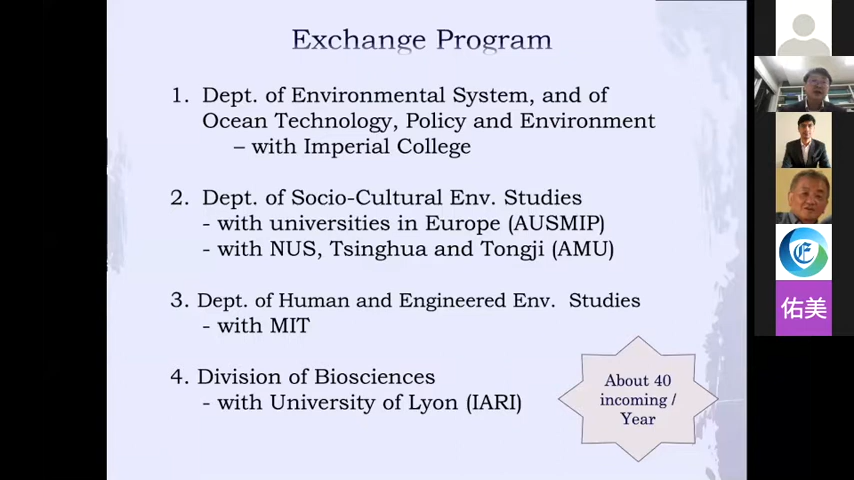 Exchange Program
1. Dept. of Environmental System, and of
Ocean Technology, Policy and Environment
– with Imperial College
2. Dept. of Socio-Cultural Env. Studies
- with universities in Europe (AUSMIP)
- with NUS, Tsinghua and Tongji (AMU)
3. Dept. of Human and Engineered Env. Studies
- with MIT
4. Division of Biosciences
- with University of Lyon (IARI)
About 40
incoming /
Year
E
佑美